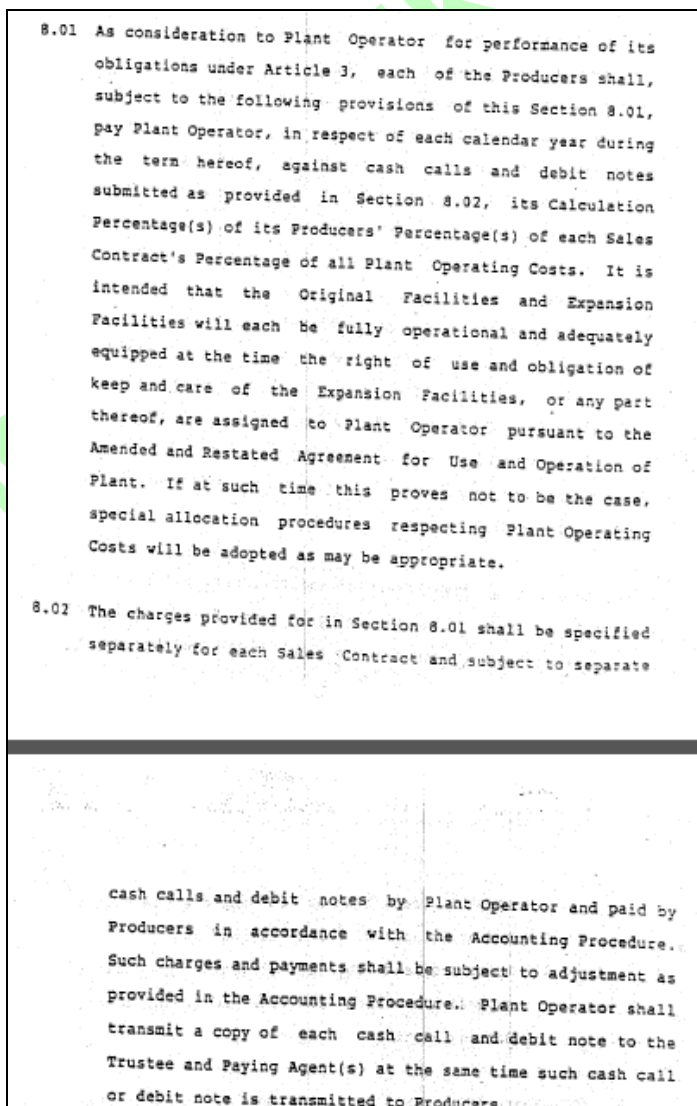 8.01 As consideration to Plant Operator for performance of its
obligations under Article 3, each of the Producers shall,
subject to the following provisions of this Section 8.01,
pay Plant Operator, in respect of each calendar year during
the term hereof, against cash calls and debit notes
submitted as provided in Section 8.02, its Calculation
Percentage(s) of its Producers' Percentage(s) of each Sales
Contract's Percentage of all Plant Operating Costs. It is
intended that the Original Facilities and Expansion
Facilities will each be fully operational and adequately
equipped at the time the right of use and obligation of
keep and care of the Expansion Facilities, or any part
thereof, are assigned to Plant Operator pursuant to the
Amended and Restated Agreement for Use and Operation of
Plant. If at such time this proves not to be the case,
special allocation procedures respecting Plant Operating
Costs will be adopted as may be appropriate.
8.02 The charges provided for in Section 8.01 shall be specified
separately for each Sales Contract and subject to separate
cash calls and debit notes by Plant Operator and paid by
Producers in accordance with the Accounting Procedure.
Such charges and payments shall be subject to adjustment as
provided in the Accounting Procedure. Plant Operator shall
transmit a copy of each cash call and debit note to the
Trustee and Paying Agent(s) at the same time such cash call
or debit note is transmitted to Producers.